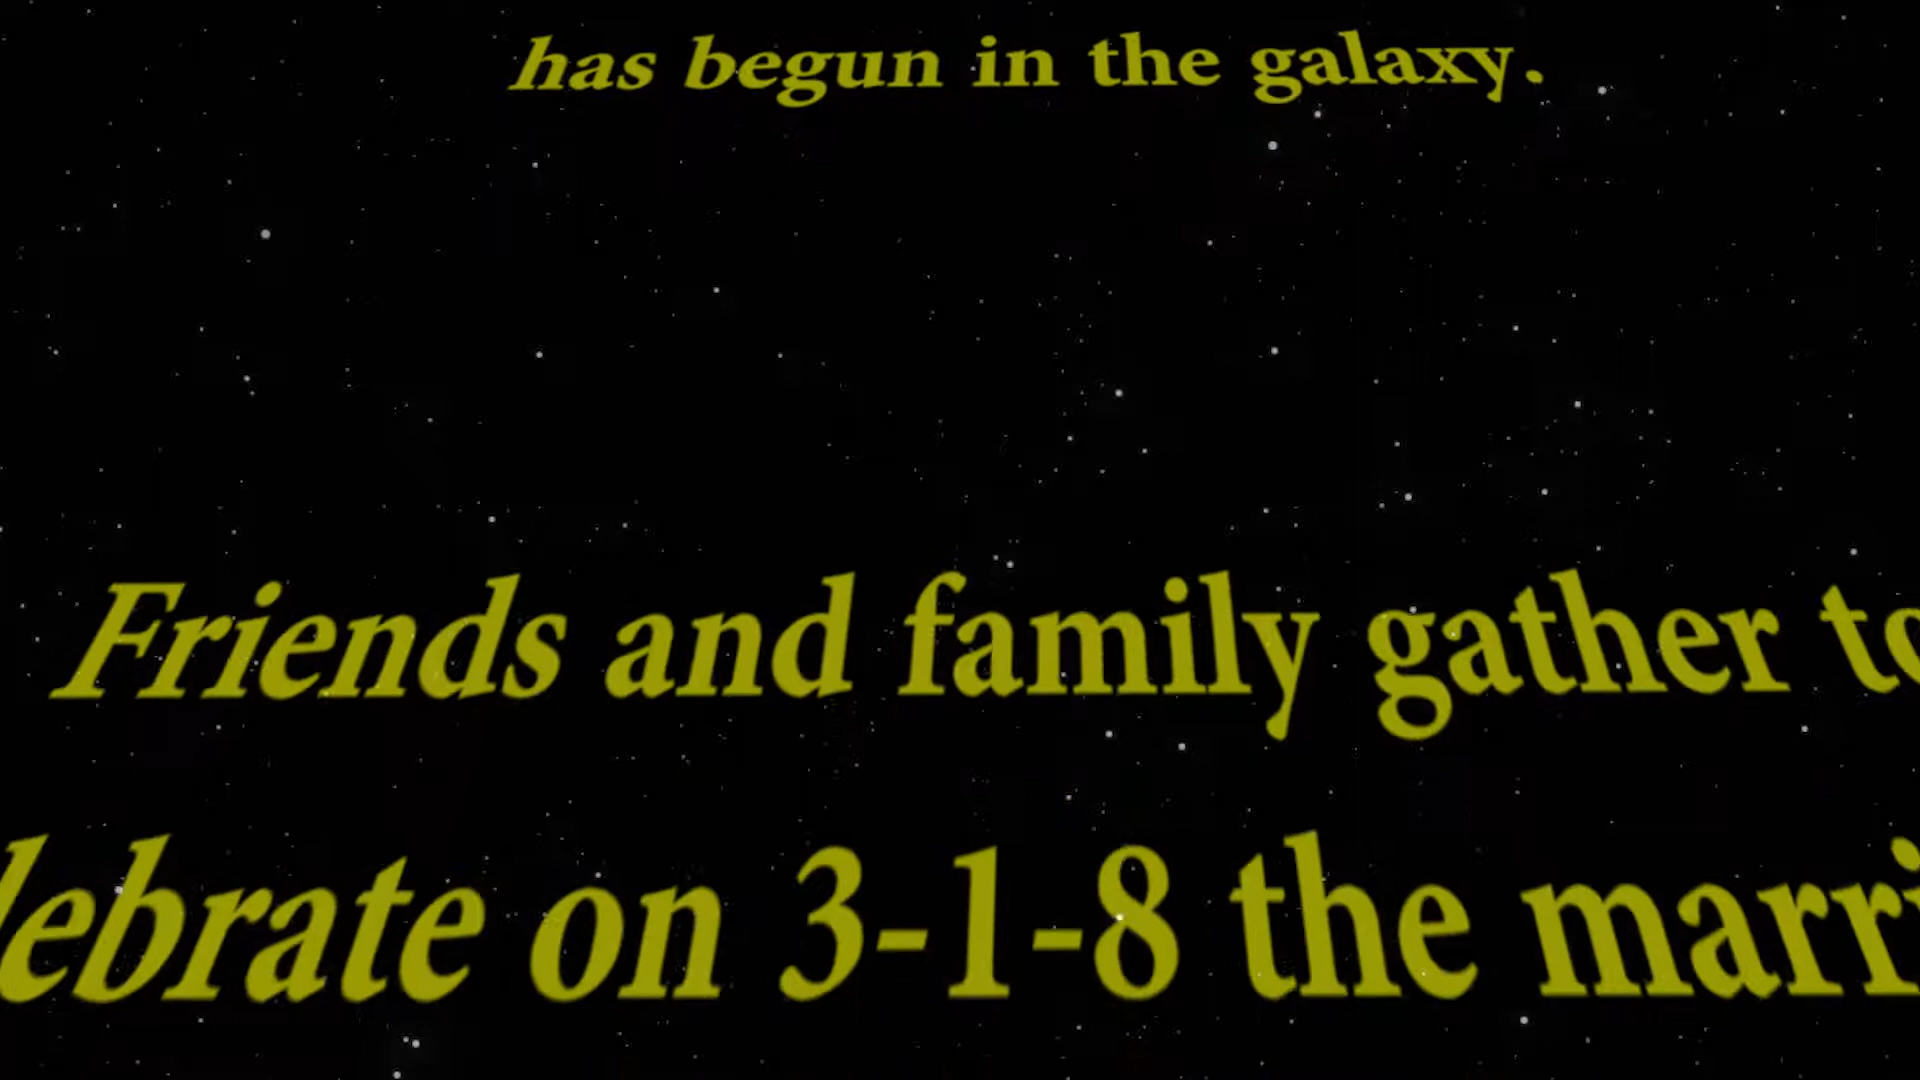 has begun in the galaxy.
Friends and family gather to
lebrate on 3-1-8 the marri